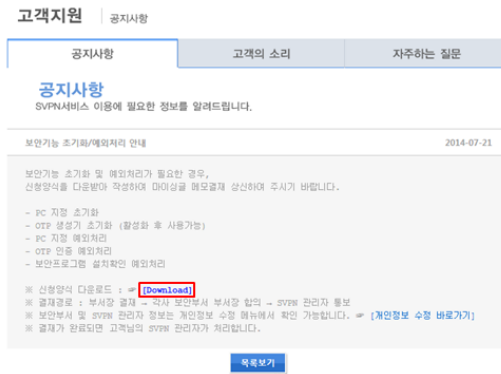 고객지원 공지사항
공지사항 고객의 소리 자주하는 질문
공지사항
SVPN서비스 이용에 필요한 정보를 알려드립니다.
보안기능 초기화/예외처리 안내 2014-07-21
보안기능 초기화 및 예외처리가 필요한 경우,
신청양식을 다운받아 작성하여 마이싱글 메모결재 상신하여 주시기 바랍니다.
- PC 지정 초기화
- OTP 생성기 초기화 (활성화 후 사용가능)
- PC 지정 예외처리
- OTP 인증 예외처리
- 보안프로그램 설치확인 예외처리
※ 신청양식 다운로드 : ☞ [Download]
※ 결재경로 : 부서장 결재 → 각사 보안부서 부서장 합의 → SVPN 관리자 통보
※ 보안부서 및 SVPN 관리자 정보는 개인정보 수정 메뉴에서 확인 가능합니다. ☞ [개인정보 수정 바로가기]
※ 결재가 완료되면 고객님의 SVPN 관리자가 처리합니다.
목록보기